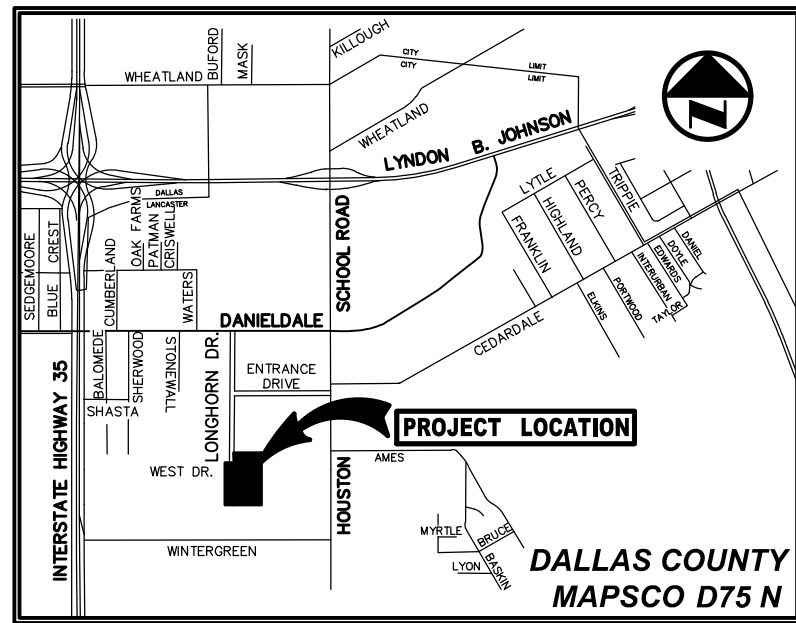 KILLOUGH
BUFORD
MASK
WHEATLAND
CITY
CITY
LIMIT
LIMIT
WHEATLAND
LYNDON B. JOHNSON
N
DALLAS
LANCASTER
SEDGEMOORE
BLUE CREST
CUMBERLAND
OAK FARMS
PATMAN
CRISWELL
WATERS
SCHOOL ROAD
LYTLE
FRANKLIN
HIGHLAND
PERCY
TRIPPIE
DANIEL
DOYLE
EDWARDS
INTERURBAN
TAYLOR
PORTWOOD
ELKINS
CEDARDALE
DANIELDALE
INTERSTATE HIGHWAY 35
BALOMEDE
SHERWOOD
STONEWALL
LONGHORN DR.
ENTRANCE
DRIVE
SHASTA
PROJECT LOCATION
WEST DR.
AMES
HOUSTON
MYRTLE
BRUCE
LYON
BASKIN
WINTERGREEN
DALLAS COUNTY
MAPSCO D75 N